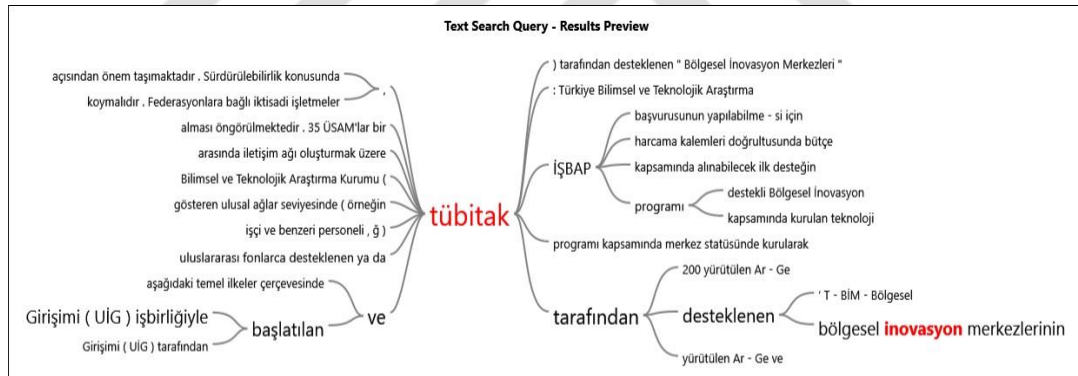 Text Search Query - Results Preview
açısından önem taşımaktadır . Sürdürülebilirlik konusunda
koymalıdır . Federasyonlara bağlı iktisadi işletmeler
,
alması öngörülmektedir . 35 ÜSAM'lar bir
arasında iletişim ağı oluşturmak üzere
Bilimsel ve Teknolojik Araştırma Kurumu (
gösteren ulusal ağlar seviyesinde ( örneğin
işçi ve benzeri personeli , ğ )
uluslararası fonlarca desteklenen ya da
aşağıdaki temel ilkeler çerçevesinde
Girişimi ( UİG ) işbirliğiyle
Girişimi ( UİG ) tarafından
başlatılan
ve
tübitak
) tarafından desteklenen " Bölgesel İnovasyon Merkezleri "
: Türkiye Bilimsel ve Teknolojik Araştırma
İŞBAP
başvurusunun yapılabilme - si için
harcama kalemleri doğrultusunda bütçe
kapsamında alınabilecek ilk desteğin
programı
destekli Bölgesel İnovasyon
kapsamında kurulan teknoloji
programı kapsamında merkez statüsünde kurularak
tarafından
200 yürütülen Ar - Ge
desteklenen
' T - BİM - Bölgesel
bölgesel inovasyon merkezlerinin
yürütülen Ar - Ge ve